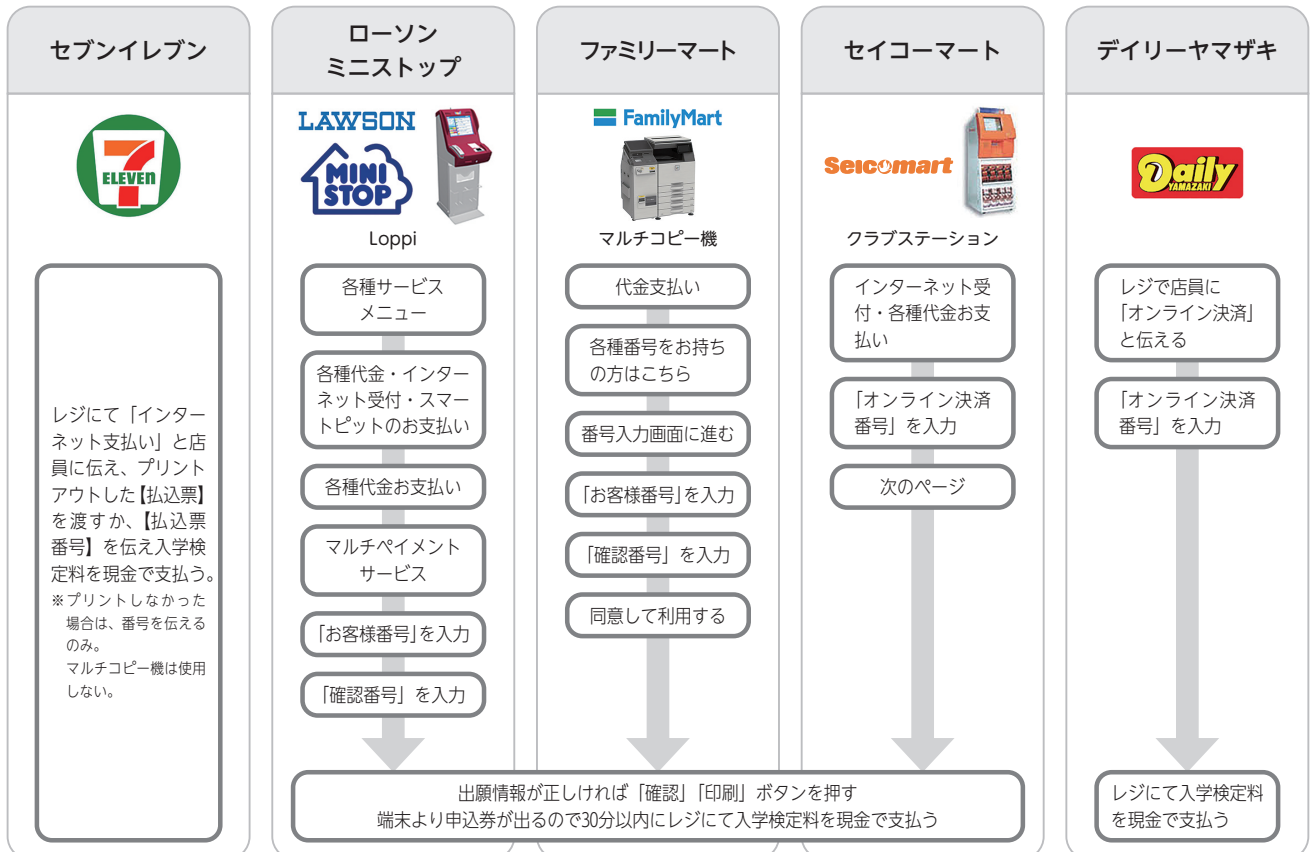 セブンイレブン
7
ELEVEN
レジにて「インター
ネット支払い」と店
員に伝え、プリント
アウトした【払込票】
を渡すか、【払込票
番号】を伝え入学検
定料を現金で支払う。
※プリントしなかった
場合は、番号を伝える
のみ。
マルチコピー機は使用
しない。
ローソン
ミニストップ
LAWSON
MINI
STOP
Loppi
各種サービス
メニュー
各種代金・インター
ネット受付・スマー
トピットのお支払い
各種代金お支払い
マルチペイメント
サービス
「お客様番号」を入力
「確認番号」を入力
ファミリーマート
FamilyMart
マルチコピー機
代金支払い
各種番号をお持ち
の方はこちら
番号入力画面に進む
「お客様番号」を入力
「確認番号」を入力
同意して利用する
セイコーマート
Seicomart
クラブステーション
インターネット受
付・各種代金お支
払い
「オンライン決済
番号」を入力
次のページ
出願情報が正しければ「確認」「印刷」ボタンを押す
端末より申込券が出るので30分以内にレジにて入学検定料を現金で支払う
デイリーヤマザキ
Daily
YAMAZAKI
レジで店員に
「オンライン決済」
と伝える
「オンライン決済
番号」を入力
レジにて入学検定料
を現金で支払う